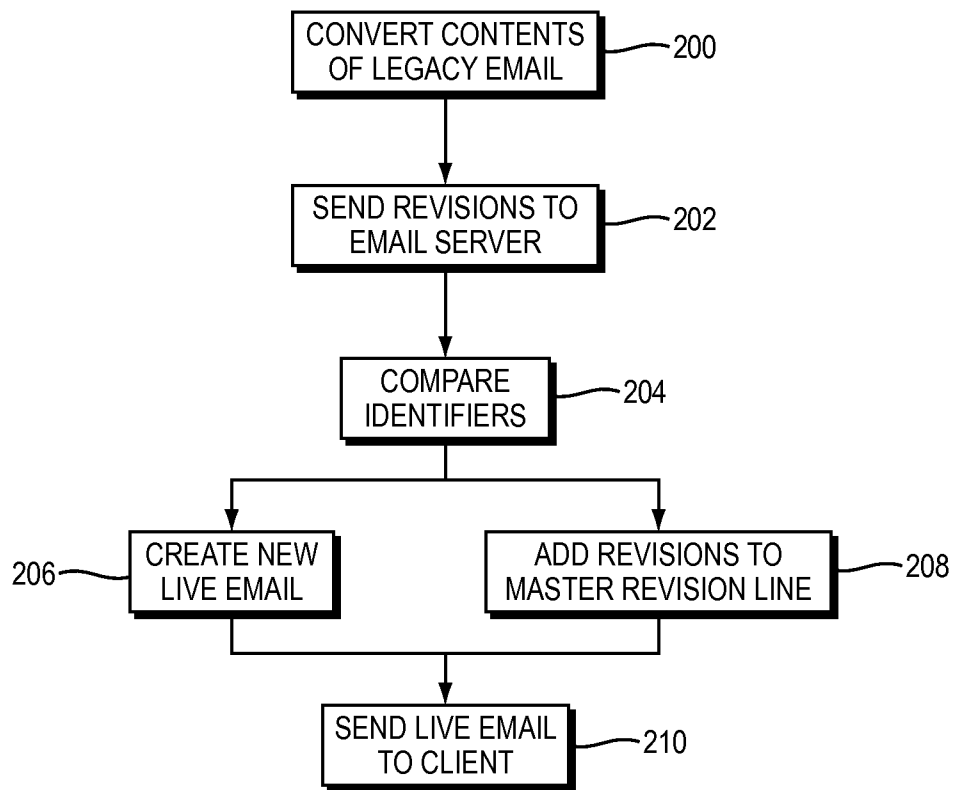 CONVERT CONTENTS
OF LEGACY EMAIL
200
SEND REVISIONS TO
EMAIL SERVER
202
COMPARE
IDENTIFIERS
204
206
CREATE NEW
LIVE EMAIL
ADD REVISIONS TO
MASTER REVISION LINE
208
SEND LIVE EMAIL
TO CLIENT
210